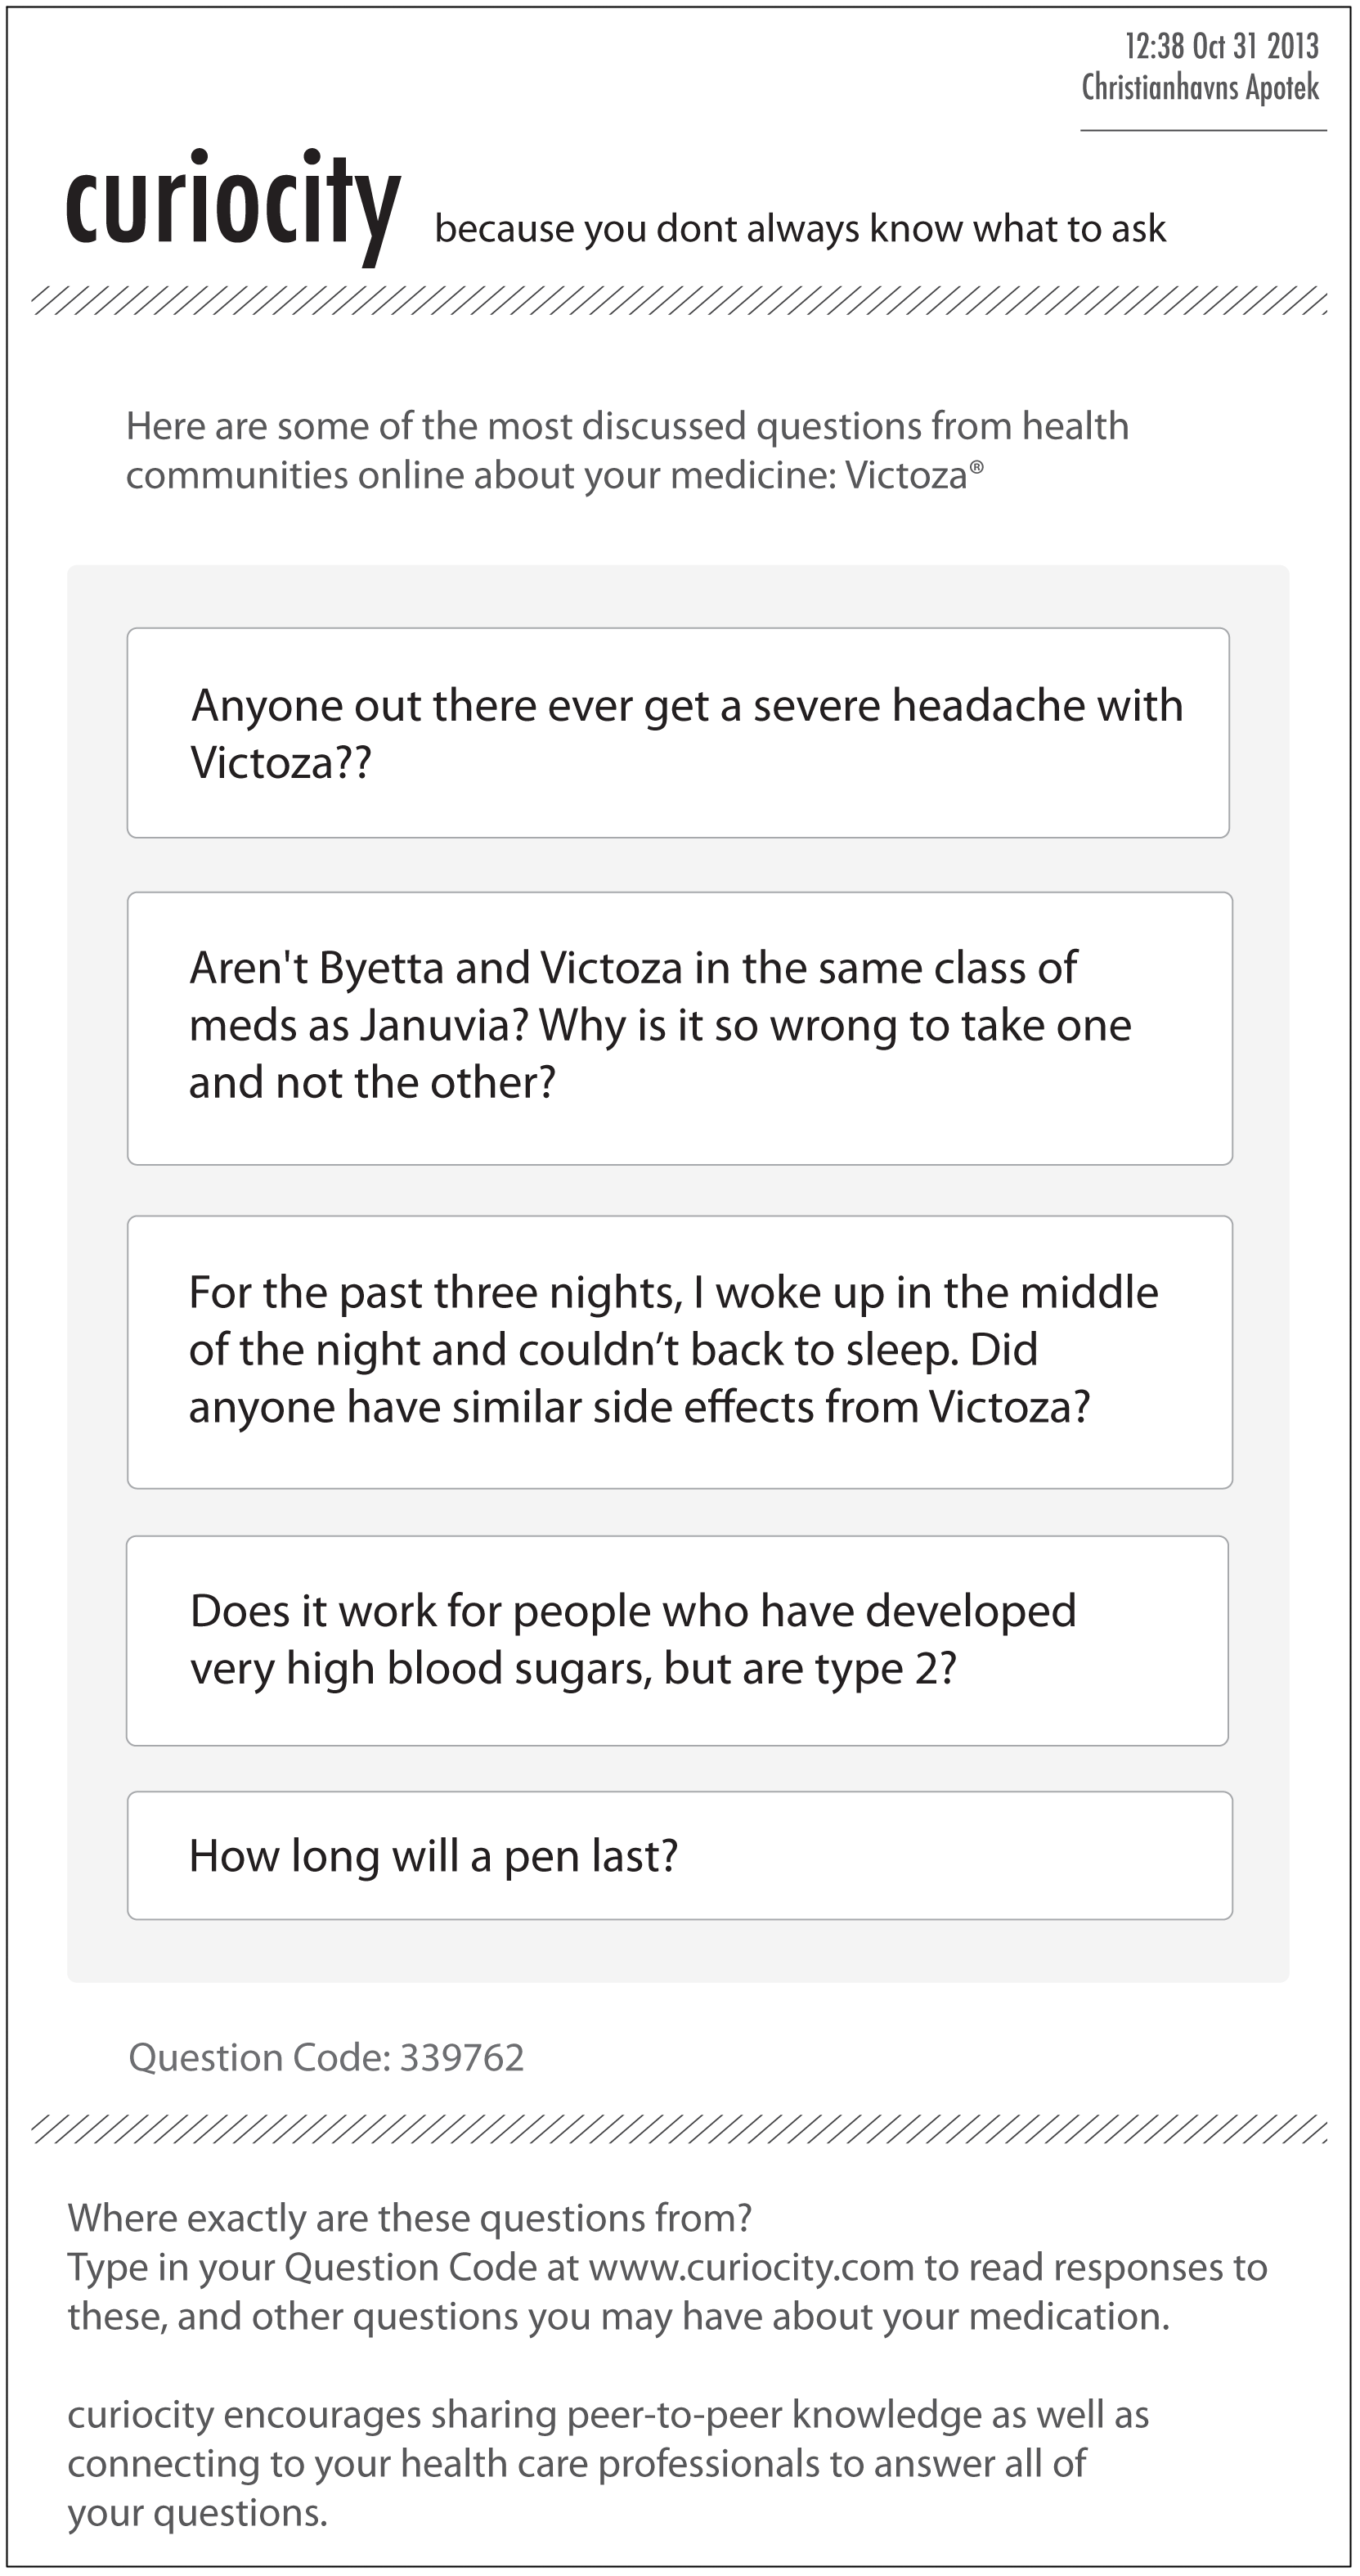 12:38 Oct 31 2013
Christianhavns Apotek
curiocity because you dont always know what to ask
Here are some of the most discussed questions from health
communities online about your medicine: Victoza®
Anyone out there ever get a severe headache with
Victoza??
Aren't Byetta and Victoza in the same class of
meds as Januvia? Why is it so wrong to take one
and not the other?
For the past three nights, I woke up in the middle
of the night and couldn’t back to sleep. Did
anyone have similar side effects from Victoza?
Does it work for people who have developed
very high blood sugars, but are type 2?
How long will a pen last?
Question Code: 339762
Where exactly are these questions from?
Type in your Question Code at www.curiocity.com to read responses to
these, and other questions you may have about your medication.
curiocity encourages sharing peer-to-peer knowledge as well as
connecting to your health care professionals to answer all of
your questions.